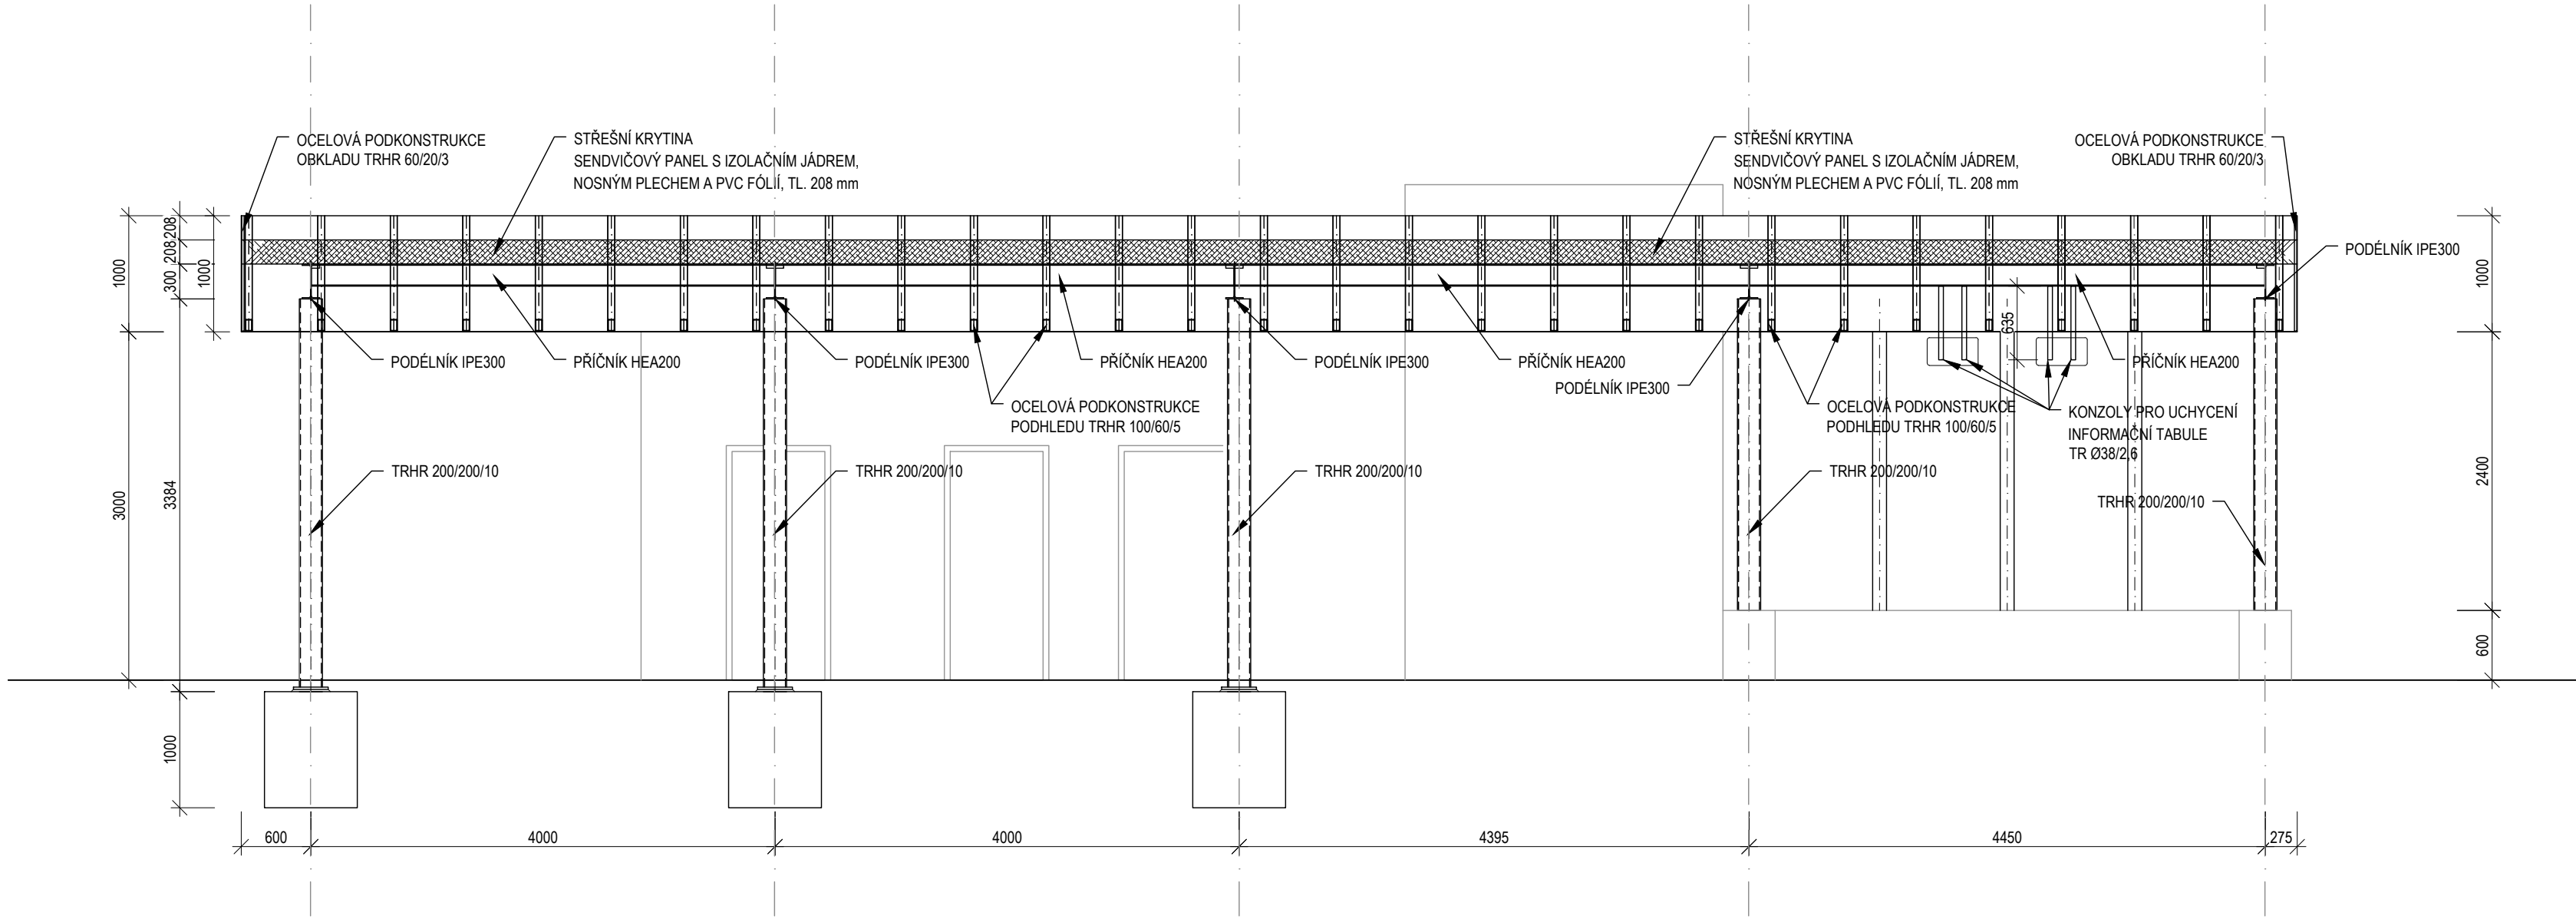 OCELOVÁ PODKONSTRUKCE
OBKLADU TRHR 60/20/3
STŘEŠNÍ KRYTINA
SENDVIČOVÝ PANEL S IZOLAČNÍM JÁDREM,
NOSNÝM PLECHEM A PVC FÓLIÍ, TL. 208 mm
STŘEŠNÍ KRYTINA
SENDVIČOVÝ PANEL S IZOLAČNÍM JÁDREM,
NOSNÝM PLECHEM A PVC FÓLIÍ, TL. 208 mm
OCELOVÁ PODKONSTRUKCE
OBKLADU TRHR 60/20/3
PODÉLNÍK IPE300
1000
208
208
300
1000
1000
635
PODÉLNÍK IPE300
PŘÍČNÍK HEA200
PODÉLNÍK IPE300
PŘÍČNÍK HEA200
PODÉLNÍK IPE300
PŘÍČNÍK HEA200
PODÉLNÍK IPE300
PŘÍČNÍK HEA200
OCELOVÁ PODKONSTRUKCE
PODHLEDU TRHR 100/60/5
OCELOVÁ PODKONSTRUKCE
PODHLEDU TRHR 100/60/5
KONZOLY PRO UCHYCENÍ
INFORMAČNÍ TABULE
TR Ø38/2,6
TRHR 200/200/10
TRHR 200/200/10
TRHR 200/200/10
TRHR 200/200/10
TRHR 200/200/10
3000
3384
2400
600
1000
600
4000
4000
4395
4450
275